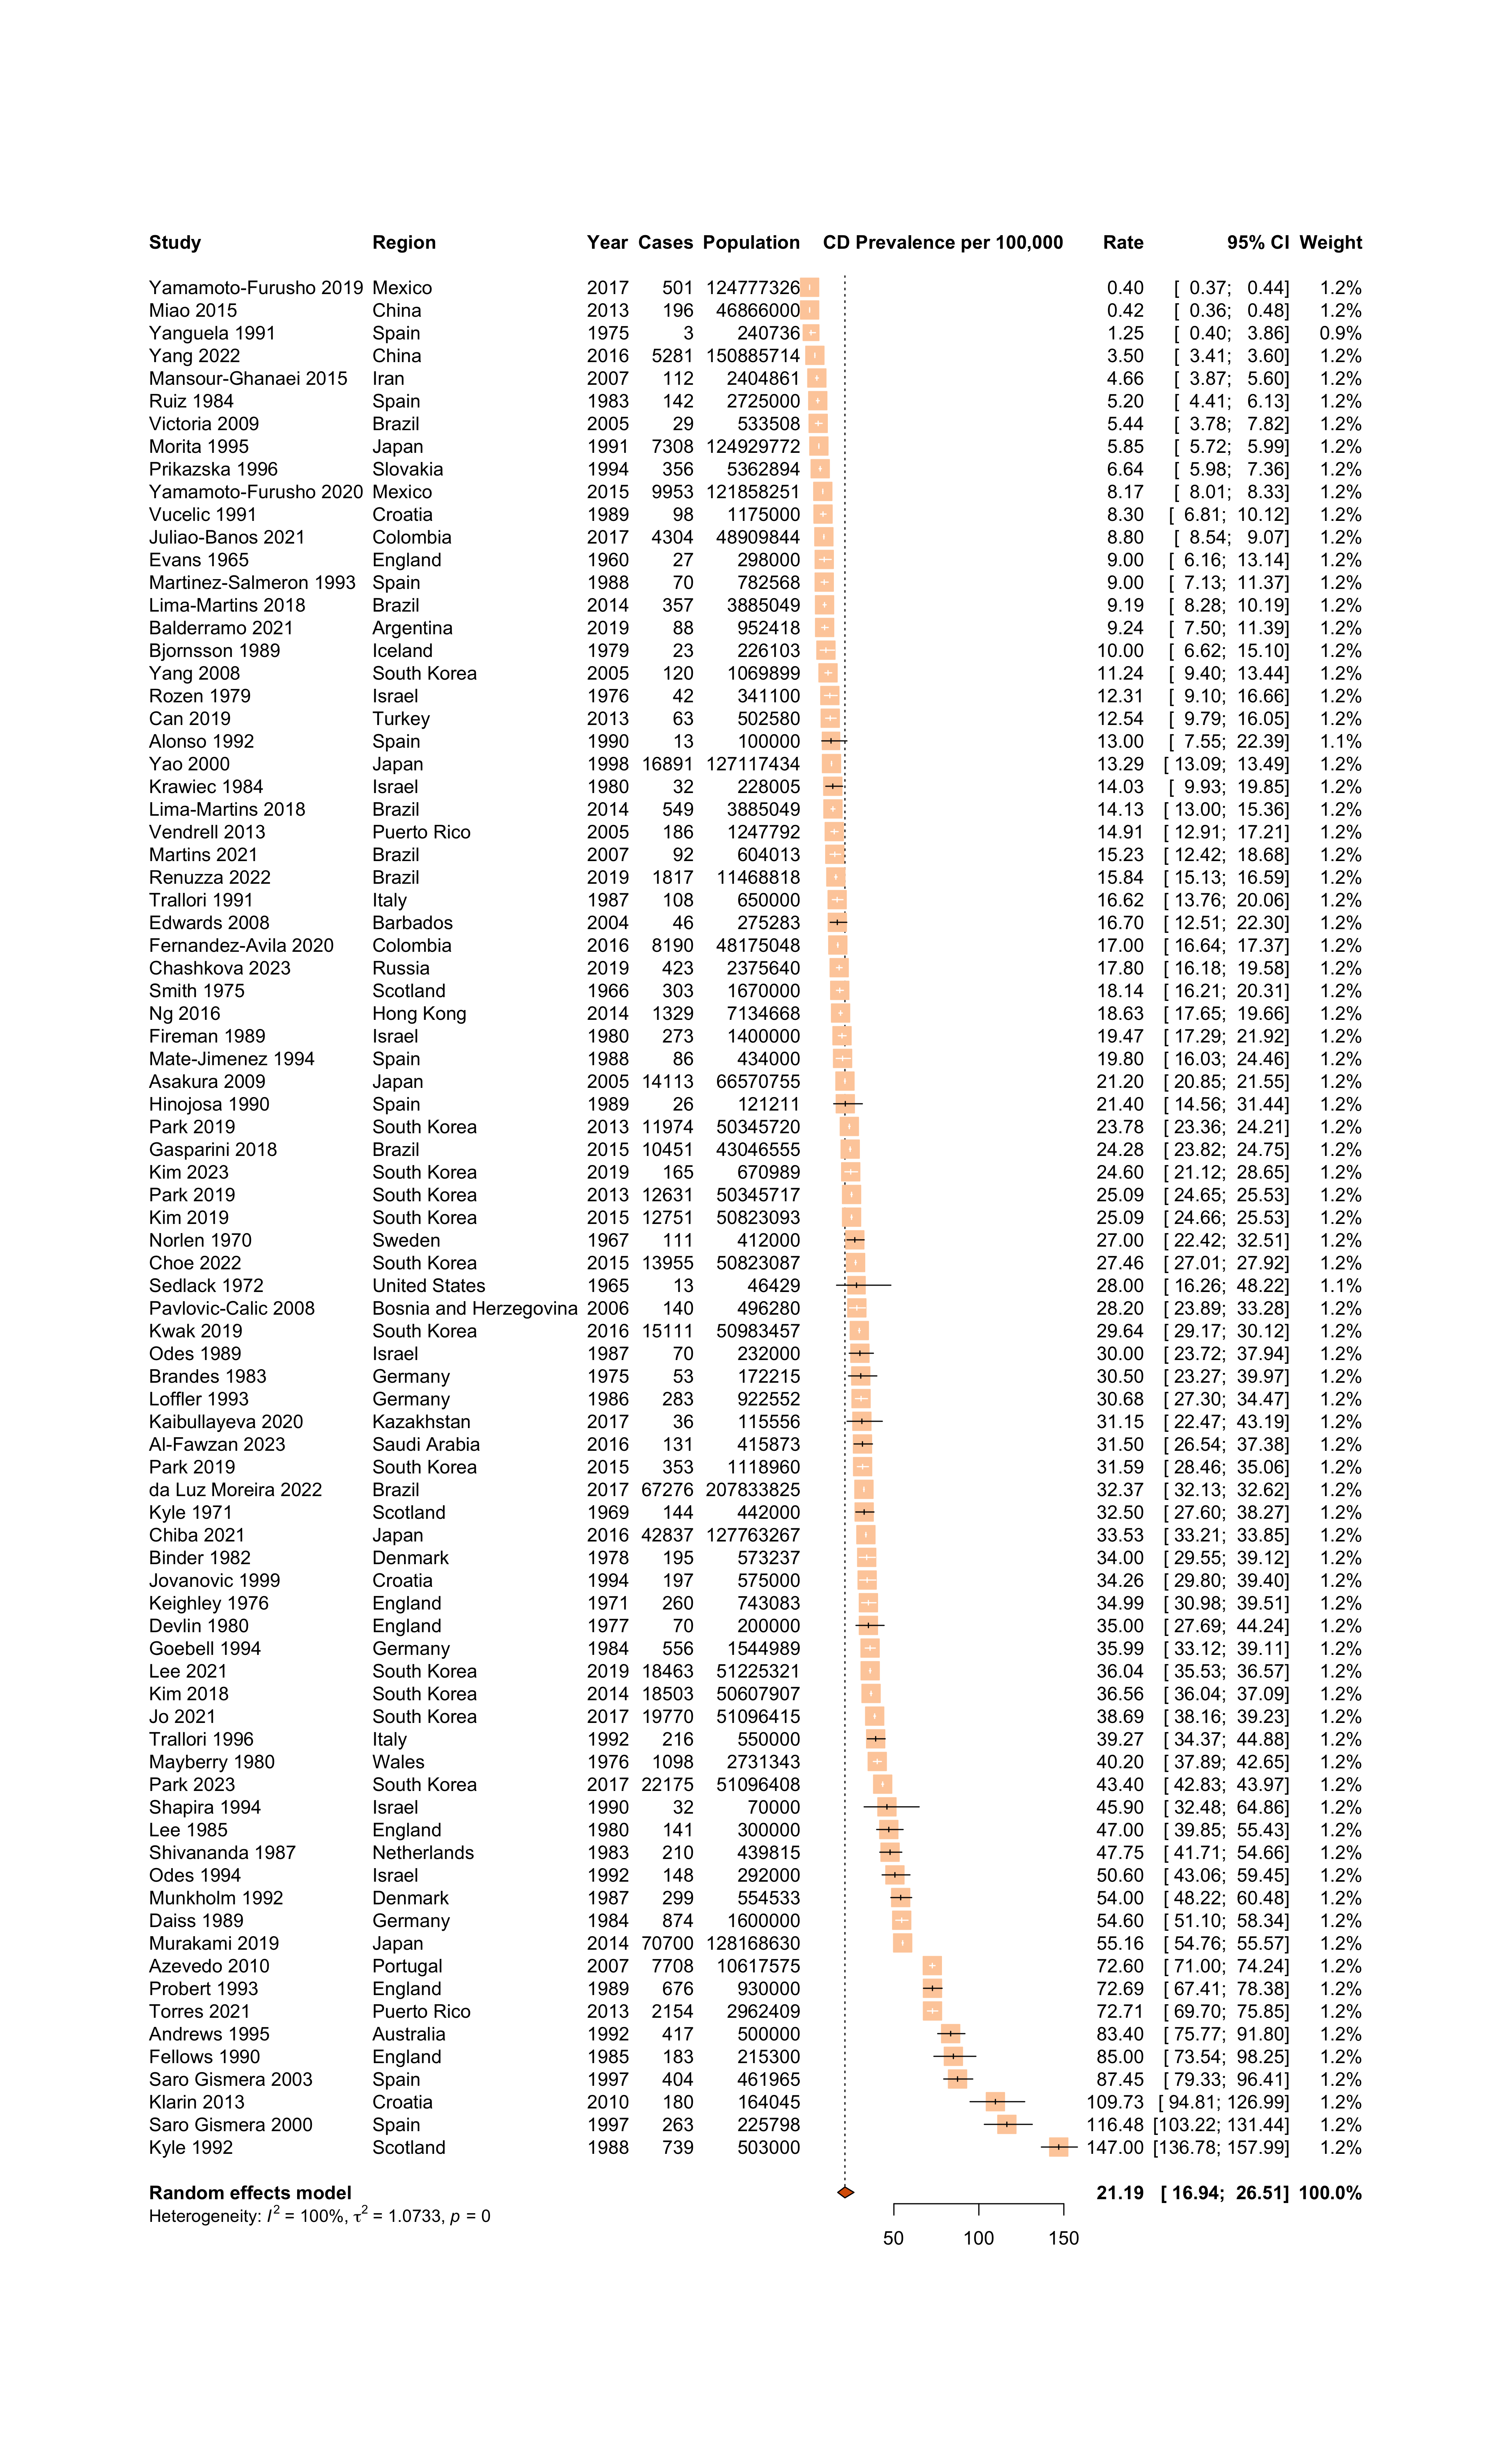 Study Region Year Cases Population CD Prevalence per 100,000 Rate 95% CI Weight
Yamamoto-Furusho 2019 Mexico 2017 501 124777326 0.40 [ 0.37; 0.44] 1.2%
Miao 2015 China 2013 196 46866000 0.42 [ 0.36; 0.48] 1.2%
Yanguela 1991 Spain 1975 3 240736 1.25 [ 0.40; 3.86] 0.9%
Yang 2022 China 2016 5281 150885714 3.50 [ 3.41; 3.60] 1.2%
Mansour-Ghanaei 2015 Iran 2007 112 2404861 4.66 [ 3.87; 5.60] 1.2%
Ruiz 1984 Spain 1983 142 2725000 5.20 [ 4.41; 6.13] 1.2%
Victoria 2009 Brazil 2005 29 533508 5.44 [ 3.78; 7.82] 1.2%
Morita 1995 Japan 1991 7308 124929772 5.85 [ 5.72; 5.99] 1.2%
Prikazska 1996 Slovakia 1994 356 5362894 6.64 [ 5.98; 7.36] 1.2%
Yamamoto-Furusho 2020 Mexico 2015 9953 121858251 8.17 [ 8.01; 8.33] 1.2%
Vucelic 1991 Croatia 1989 98 1175000 8.30 [ 6.81; 10.12] 1.2%
Juliao-Banos 2021 Colombia 2017 4304 48909844 8.80 [ 8.54; 9.07] 1.2%
Evans 1965 England 1960 27 298000 9.00 [ 6.16; 13.14] 1.2%
Martinez-Salmeron 1993 Spain 1988 70 782568 9.00 [ 7.13; 11.37] 1.2%
Lima-Martins 2018 Brazil 2014 357 3885049 9.19 [ 8.28; 10.19] 1.2%
Balderramo 2021 Argentina 2019 88 952418 9.24 [ 7.50; 11.39] 1.2%
Bjornsson 1989 Iceland 1979 23 226103 10.00 [ 6.62; 15.10] 1.2%
Yang 2008 South Korea 2005 120 1069899 11.24 [ 9.40; 13.44] 1.2%
Rozen 1979 Israel 1976 42 341100 12.31 [ 9.10; 16.66] 1.2%
Can 2019 Turkey 2013 63 502580 12.54 [ 9.79; 16.05] 1.2%
Alonso 1992 Spain 1990 13 100000 13.00 [ 7.55; 22.39] 1.1%
Yao 2000 Japan 1998 16891 127117434 13.29 [ 13.09; 13.49] 1.2%
Krawiec 1984 Israel 1980 32 228005 14.03 [ 9.93; 19.85] 1.2%
Lima-Martins 2018 Brazil 2014 549 3885049 14.13 [ 13.00; 15.36] 1.2%
Vendrell 2013 Puerto Rico 2005 186 1247792 14.91 [ 12.91; 17.21] 1.2%
Martins 2021 Brazil 2007 92 604013 15.23 [ 12.42; 18.68] 1.2%
Renuzza 2022 Brazil 2019 1817 11468818 15.84 [ 15.13; 16.59] 1.2%
Trallori 1991 Italy 1987 108 650000 16.62 [ 13.76; 20.06] 1.2%
Edwards 2008 Barbados 2004 46 275283 16.70 [ 12.51; 22.30] 1.2%
Fernandez-Avila 2020 Colombia 2016 8190 48175048 17.00 [ 16.64; 17.37] 1.2%
Chashkova 2023 Russia 2019 423 2375640 17.80 [ 16.18; 19.58] 1.2%
Smith 1975 Scotland 1966 303 1670000 18.14 [ 16.21; 20.31] 1.2%
Ng 2016 Hong Kong 2014 1329 7134668 18.63 [ 17.65; 19.66] 1.2%
Fireman 1989 Israel 1980 273 1400000 19.47 [ 17.29; 21.92] 1.2%
Mate-Jimenez 1994 Spain 1988 86 434000 19.80 [ 16.03; 24.46] 1.2%
Asakura 2009 Japan 2005 14113 66570755 21.20 [ 20.85; 21.55] 1.2%
Hinojosa 1990 Spain 1989 26 121211 21.40 [ 14.56; 31.44] 1.2%
Park 2019 South Korea 2013 11974 50345720 23.78 [ 23.36; 24.21] 1.2%
Gasparini 2018 Brazil 2015 10451 43046555 24.28 [ 23.82; 24.75] 1.2%
Kim 2023 South Korea 2019 165 670989 24.60 [ 21.12; 28.65] 1.2%
Park 2019 South Korea 2013 12631 50345717 25.09 [ 24.65; 25.53] 1.2%
Kim 2019 South Korea 2015 12751 50823093 25.09 [ 24.66; 25.53] 1.2%
Norlen 1970 Sweden 1967 111 412000 27.00 [ 22.42; 32.51] 1.2%
Choe 2022 South Korea 2015 13955 50823087 27.46 [ 27.01; 27.92] 1.2%
Sedlack 1972 United States 1965 13 46429 28.00 [ 16.26; 48.22] 1.1%
Pavlovic-Calic 2008 Bosnia and Herzegovina 2006 140 496280 28.20 [ 23.89; 33.28] 1.2%
Kwak 2019 South Korea 2016 15111 50983457 29.64 [ 29.17; 30.12] 1.2%
Odes 1989 Israel 1987 70 232000 30.00 [ 23.72; 37.94] 1.2%
Brandes 1983 Germany 1975 53 172215 30.50 [ 23.27; 39.97] 1.2%
Loffler 1993 Germany 1986 283 922552 30.68 [ 27.30; 34.47] 1.2%
Kaibullayeva 2020 Kazakhstan 2017 36 115556 31.15 [ 22.47; 43.19] 1.2%
Al-Fawzan 2023 Saudi Arabia 2016 131 415873 31.50 [ 26.54; 37.38] 1.2%
Park 2019 South Korea 2015 353 1118960 31.59 [ 28.46; 35.06] 1.2%
da Luz Moreira 2022 Brazil 2017 67276 207833825 32.37 [ 32.13; 32.62] 1.2%
Kyle 1971 Scotland 1969 144 442000 32.50 [ 27.60; 38.27] 1.2%
Chiba 2021 Japan 2016 42837 127763267 33.53 [ 33.21; 33.85] 1.2%
Binder 1982 Denmark 1978 195 573237 34.00 [ 29.55; 39.12] 1.2%
Jovanovic 1999 Croatia 1994 197 575000 34.26 [ 29.80; 39.40] 1.2%
Keighley 1976 England 1971 260 743083 34.99 [ 30.98; 39.51] 1.2%
Devlin 1980 England 1977 70 200000 35.00 [ 27.69; 44.24] 1.2%
Goebell 1994 Germany 1984 556 1544989 35.99 [ 33.12; 39.11] 1.2%
Lee 2021 South Korea 2019 18463 51225321 36.04 [ 35.53; 36.57] 1.2%
Kim 2018 South Korea 2014 18503 50607907 36.56 [ 36.04; 37.09] 1.2%
Jo 2021 South Korea 2017 19770 51096415 38.69 [ 38.16; 39.23] 1.2%
Trallori 1996 Italy 1992 216 550000 39.27 [ 34.37; 44.88] 1.2%
Mayberry 1980 Wales 1976 1098 2731343 40.20 [ 37.89; 42.65] 1.2%
Park 2023 South Korea 2017 22175 51096408 43.40 [ 42.83; 43.97] 1.2%
Shapira 1994 Israel 1990 32 70000 45.90 [ 32.48; 64.86] 1.2%
Lee 1985 England 1980 141 300000 47.00 [ 39.85; 55.43] 1.2%
Shivananda 1987 Netherlands 1983 210 439815 47.75 [ 41.71; 54.66] 1.2%
Odes 1994 Israel 1992 148 292000 50.60 [ 43.06; 59.45] 1.2%
Munkholm 1992 Denmark 1987 299 554533 54.00 [ 48.22; 60.48] 1.2%
Daiss 1989 Germany 1984 874 1600000 54.60 [ 51.10; 58.34] 1.2%
Murakami 2019 Japan 2014 70700 128168630 55.16 [ 54.76; 55.57] 1.2%
Azevedo 2010 Portugal 2007 7708 10617575 72.60 [ 71.00; 74.24] 1.2%
Probert 1993 England 1989 676 930000 72.69 [ 67.41; 78.38] 1.2%
Torres 2021 Puerto Rico 2013 2154 2962409 72.71 [ 69.70; 75.85] 1.2%
Andrews 1995 Australia 1992 417 500000 83.40 [ 75.77; 91.80] 1.2%
Fellows 1990 England 1985 183 215300 85.00 [ 73.54; 98.25] 1.2%
Saro Gismera 2003 Spain 1997 404 461965 87.45 [ 79.33; 96.41] 1.2%
Klarin 2013 Croatia 2010 180 164045 109.73 [ 94.81; 126.99] 1.2%
Saro Gismera 2000 Spain 1997 263 225798 116.48 [103.22; 131.44] 1.2%
Kyle 1992 Scotland 1988 739 503000 147.00 [136.78; 157.99] 1.2%
Random effects model 21.19 [ 16.94; 26.51] 100.0%
Heterogeneity: I² = 100%, τ² = 1.0733, p = 0
50 100 150